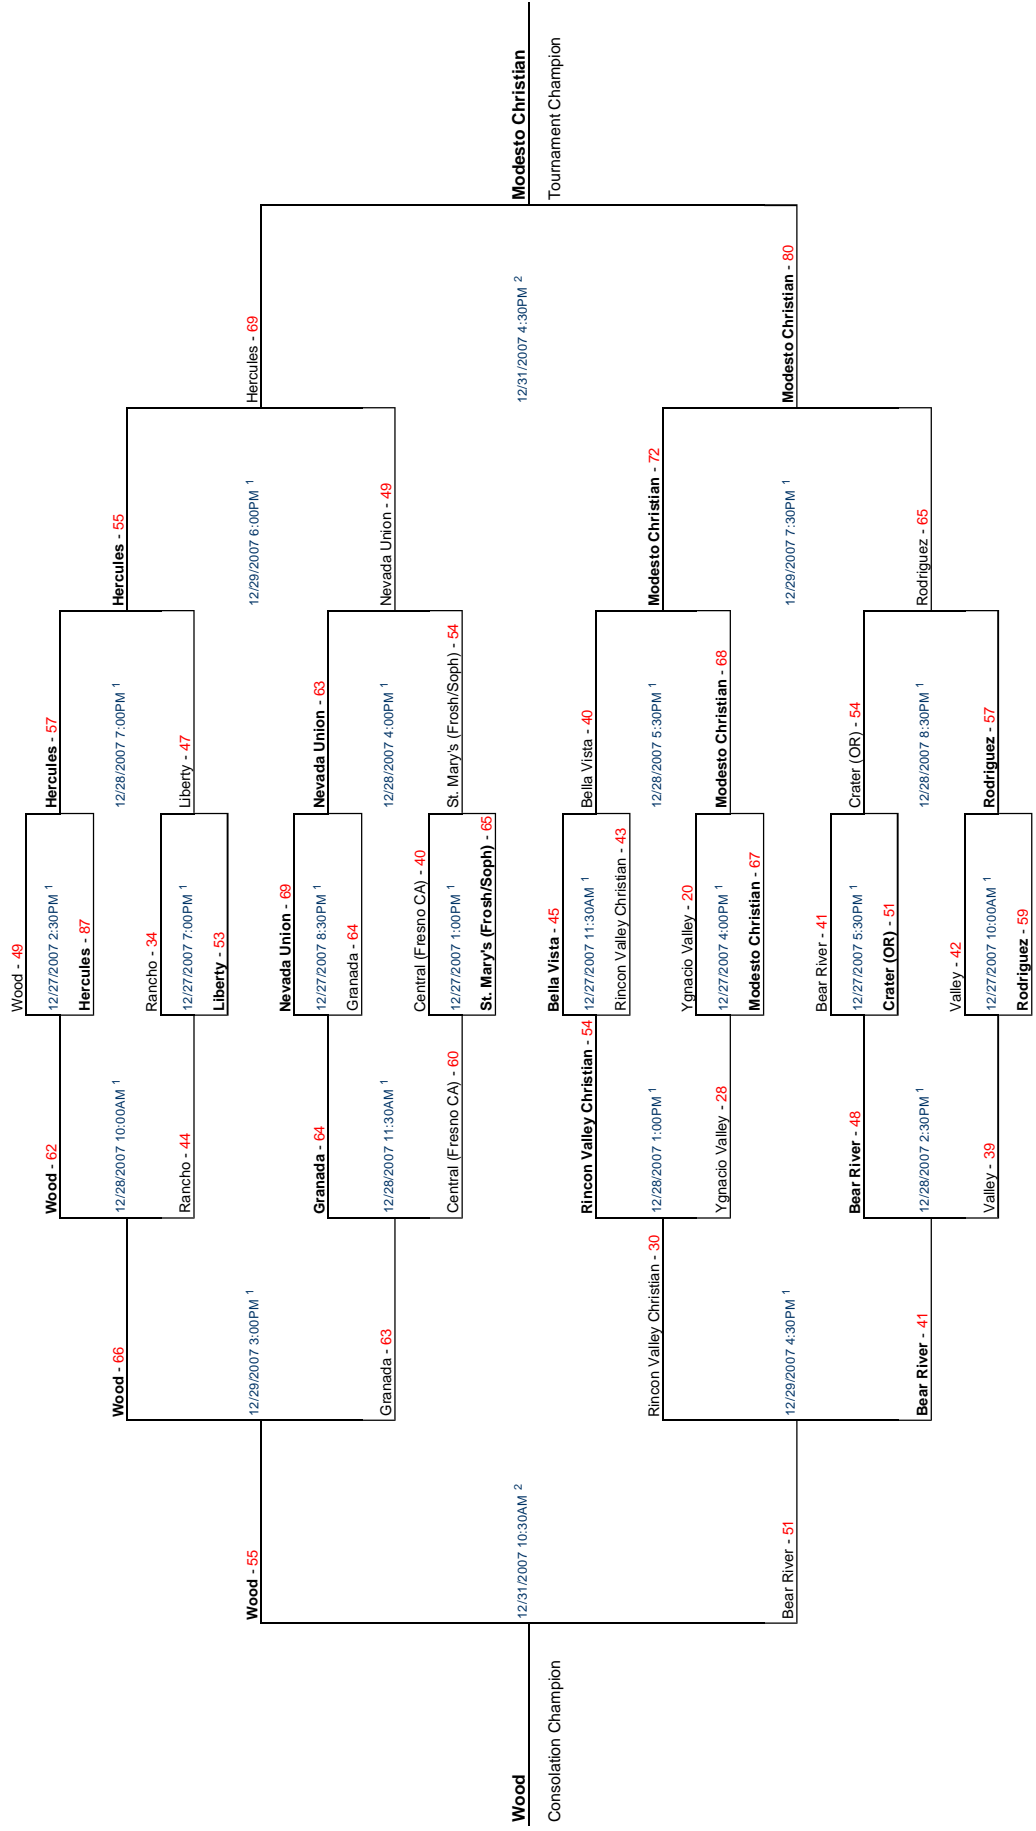 Wood - 49
12/27/2007 2:30PM 1
Hercules - 87
Rancho - 34
12/27/2007 7:00PM 1
Liberty - 53
Nevada Union - 69
12/27/2007 8:30PM 1
Granada - 64
Central (Fresno CA) - 40
12/27/2007 1:00PM 1
St. Mary's (Frosh/Soph) - 65
Bella Vista - 45
12/27/2007 11:30AM 1
Rincon Valley Christian - 43
Ygnacio Valley - 20
12/27/2007 4:00PM 1
Modesto Christian - 67
Bear River - 41
12/27/2007 5:30PM 1
Crater (OR) - 51
Valley - 42
12/27/2007 10:00AM 1
Rodriguez - 59
Hercules - 57
12/28/2007 7:00PM 1
Liberty - 47
Nevada Union - 63
12/28/2007 4:00PM 1
St. Mary's (Frosh/Soph) - 54
Bella Vista - 40
12/28/2007 5:30PM 1
Modesto Christian - 68
Crater (OR) - 54
12/28/2007 8:30PM 1
Rodriguez - 57
Hercules - 55
12/29/2007 6:00PM 1
Nevada Union - 49
Modesto Christian - 72
12/29/2007 7:30PM 1
Rodriguez - 65
Hercules - 69
12/31/2007 4:30PM 2
Modesto Christian - 80
Modesto Christian
Tournament Champion
Wood - 62
12/28/2007 10:00AM 1
Rancho - 44
Granada - 64
12/28/2007 11:30AM 1
Central (Fresno CA) - 60
Rincon Valley Christian - 54
12/28/2007 1:00PM 1
Ygnacio Valley - 28
Bear River - 48
12/28/2007 2:30PM 1
Valley - 39
Wood - 66
12/29/2007 3:00PM 1
Granada - 63
Rincon Valley Christian - 30
12/29/2007 4:30PM 1
Bear River - 41
Wood - 55
12/31/2007 10:30AM 2
Bear River - 51
Wood
Consolation Champion